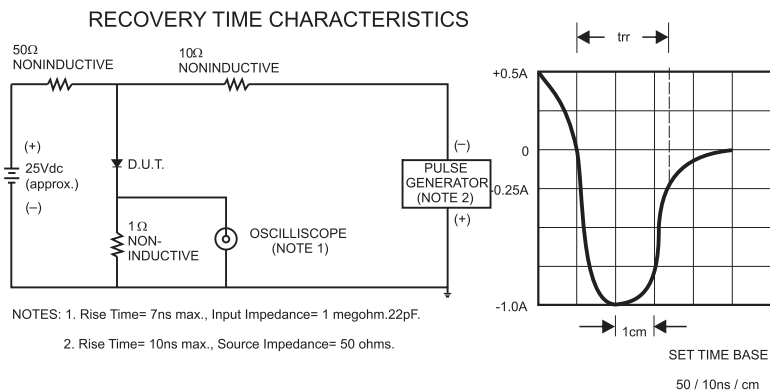 RECOVERY TIME CHARACTERISTICS
50Ω
NONINDUCTIVE
10Ω
NONINDUCTIVE
(+)
25Vdc
(approx.)
(–)
D.U.T.
1Ω
NON-
INDUCTIVE
OSCILLISCOPE
(NOTE 1)
(–)
PULSE
GENERATOR
(NOTE 2)
(+)
trr
+0.5A
0
-0.25A
-1.0A
1cm
SET TIME BASE
50 / 10ns / cm
NOTES: 1. Rise Time= 7ns max., Input Impedance= 1 megohm.22pF.
2. Rise Time= 10ns max., Source Impedance= 50 ohms.